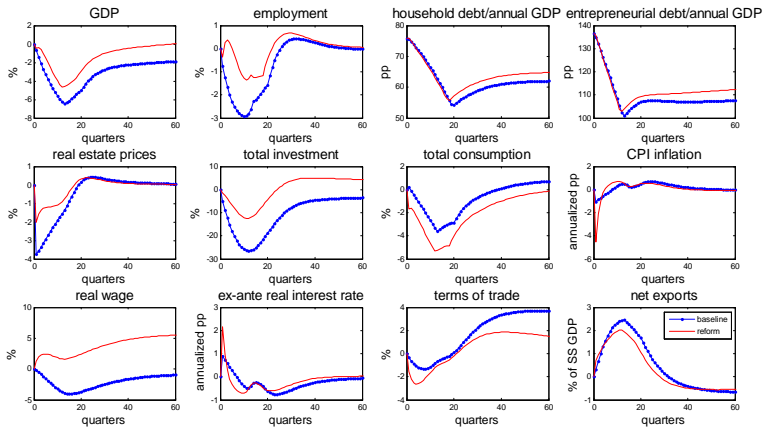 GDP
employment
household debt/annual GDP
entrepreneurial debt/annual GDP
0
-2
-4
-6
-8
%
0 20 40 60
quarters
1
0
-1
-2
-3
%
0 20 40 60
quarters
80
70
60
50
pp
0 20 40 60
quarters
140
130
120
110
100
pp
0 20 40 60
quarters
real estate prices
total investment
total consumption
CPI inflation
1
0
-1
-2
-3
-4
%
0 20 40 60
quarters
10
0
-10
-20
-30
%
0 20 40 60
quarters
2
0
-2
-4
-6
%
0 20 40 60
quarters
2
0
-2
-4
-6
annualized pp
0 20 40 60
quarters
real wage
ex-ante real interest rate
terms of trade
net exports
10
5
0
-5
%
0 20 40 60
quarters
3
2
1
0
-1
annualized pp
0 20 40 60
quarters
4
2
0
-2
-4
%
0 20 40 60
quarters
3
2
1
0
-1
% of SS GDP
0 20 40 60
quarters
baseline
reform